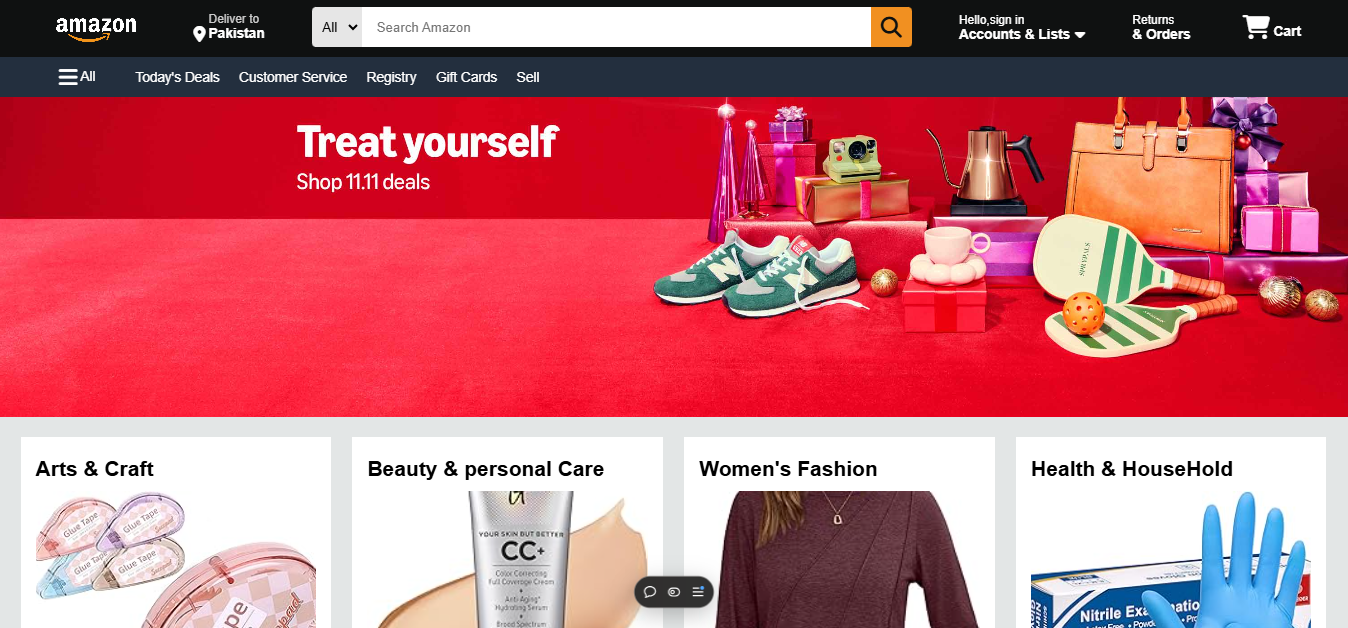 amazon
Deliver to
Pakistan
All
Search Amazon
Hello,sign in
Accounts & Lists
Returns
& Orders
Cart
All
Today's Deals
Customer Service
Registry
Gift Cards
Sell
Treat yourself
Shop 11.11 deals
Arts & Craft
Beauty & personal Care
Women's Fashion
Health & HouseHold
Glue Tape
Glue Tape
Glue Tape
Glue Tape
YOUR SKIN BUT BETTER
CC+
Color Correcting
Full Coverage Cream
+
Anti-Aging
Hydrating Serum
+
Broad Spectrum
Nitrile